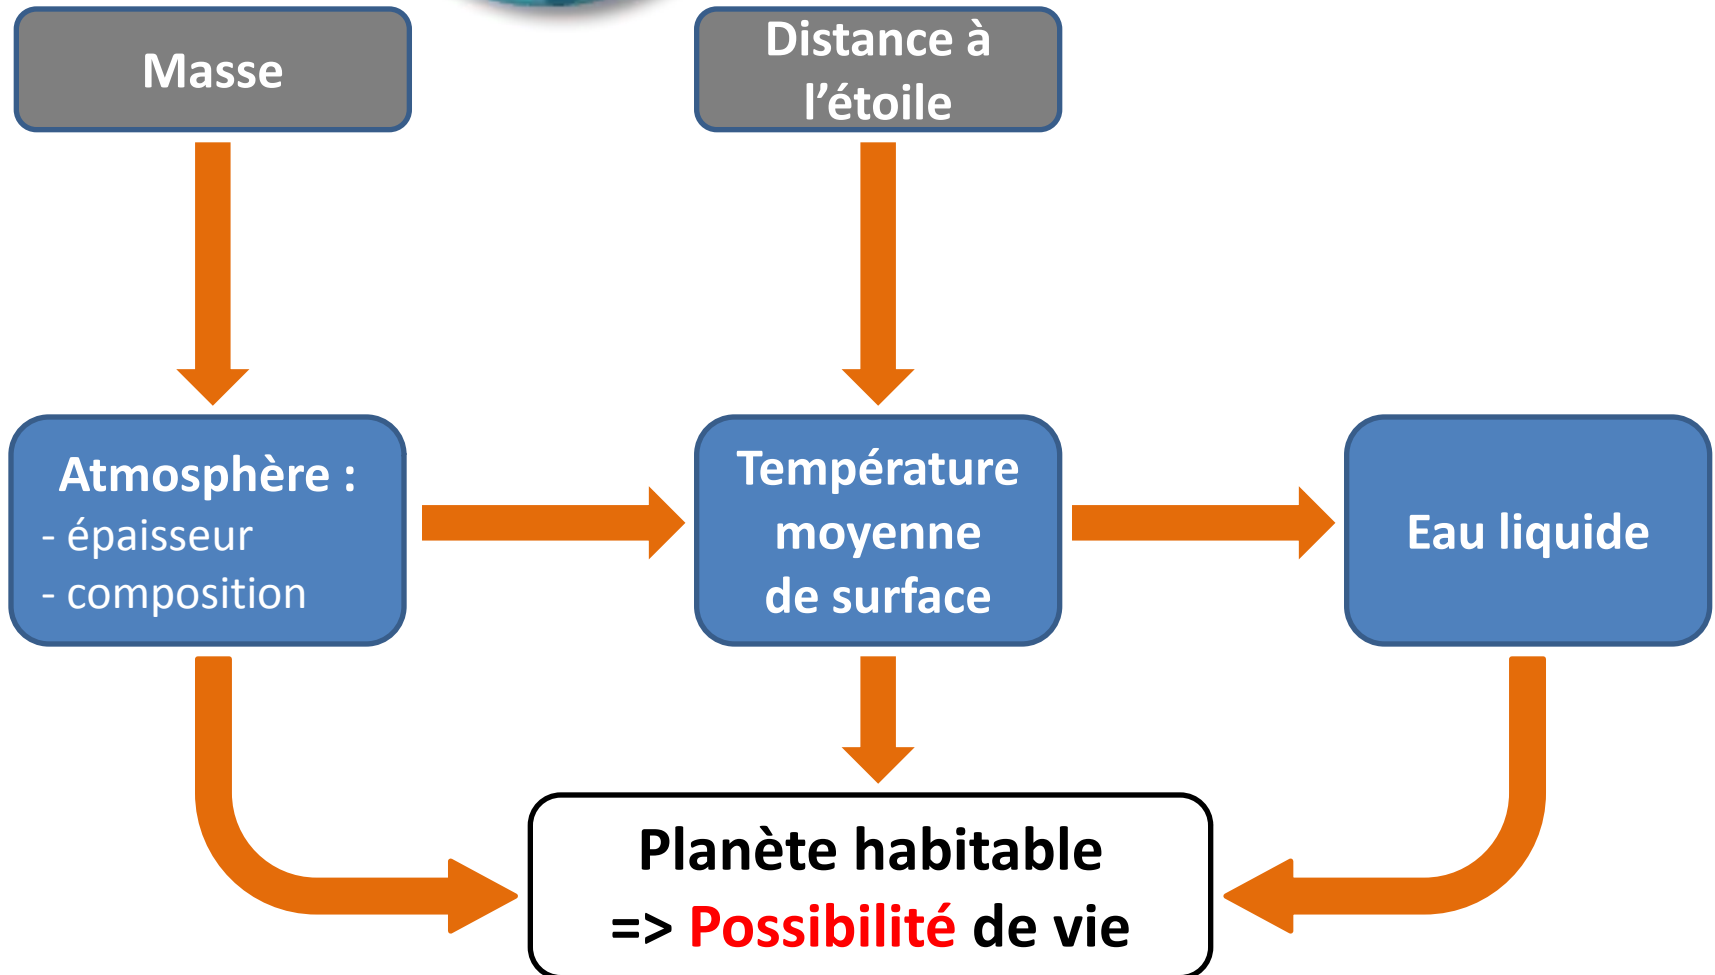 Masse
Distance à
l’étoile
Atmosphère :
- épaisseur
- composition
Température
moyenne
de surface
Eau liquide
Planète habitable
=> Possibilité de vie